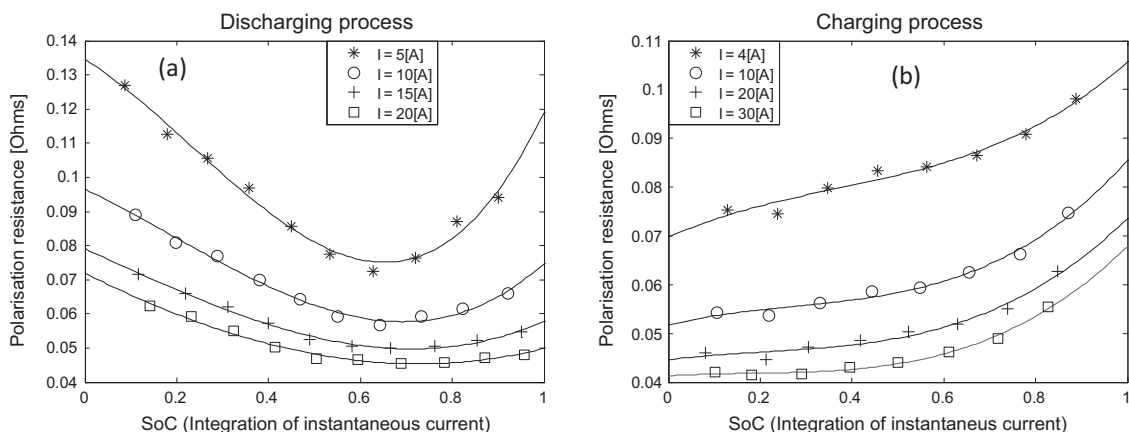 Discharging process
0.14
0.13
0.12
0.11
0.1
0.09
0.08
0.07
0.06
0.05
0.04
Polarisation resistance [Ohms]
(a)
I = 5[A]
I = 10[A]
I = 15[A]
I = 20[A]
0 0.2 0.4 0.6 0.8 1
SoC (Integration of instantaneous current)
Charging process
0.11
0.1
0.09
0.08
0.07
0.06
0.05
0.04
Polarisation resistance [Ohms]
I = 4[A]
I = 10[A]
I = 20[A]
I = 30[A]
(b)
0 0.2 0.4 0.6 0.8 1
SoC (Integration of instantaneus current)